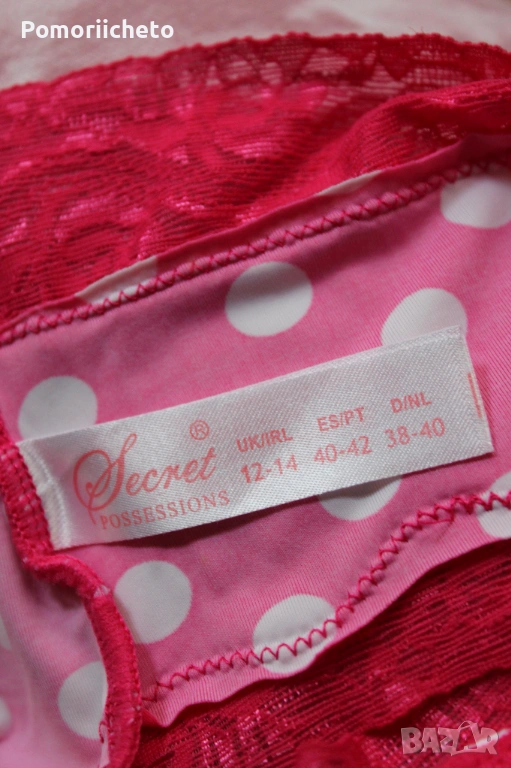 Pomoriicheto
Secret®
POSSESSIONS
UK/IRL ES/PT D/NL
12-14 40-42 38-40
BAZAR